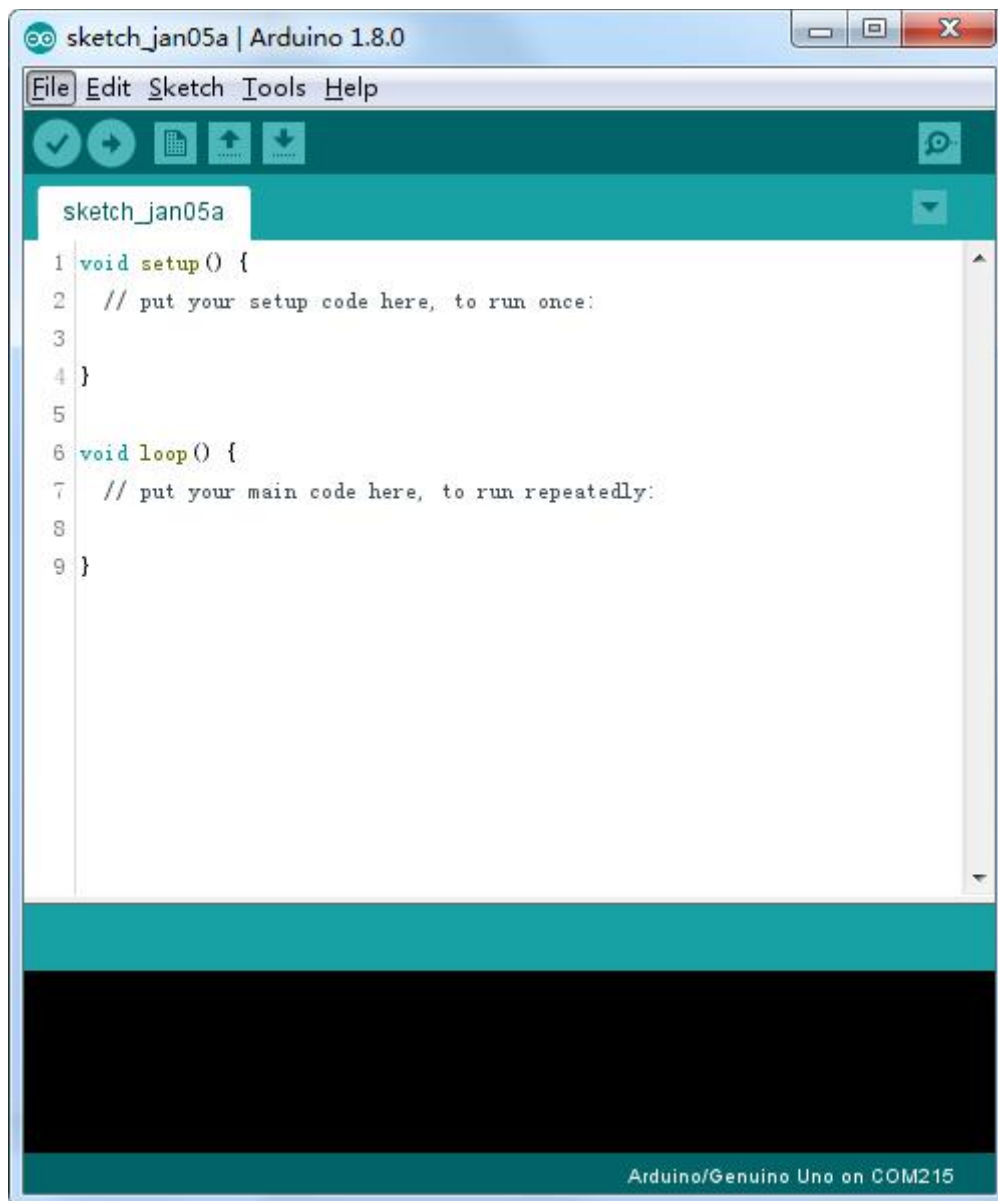 sketch_jan05a | Arduino 1.8.0
File Edit Sketch Tools Help
sketch_jan05a
1 void setup() {
2   // put your setup code here, to run once:
3
4 }
5
6 void loop() {
7   // put your main code here, to run repeatedly:
8
9 }
Arduino/Genuino Uno on COM215